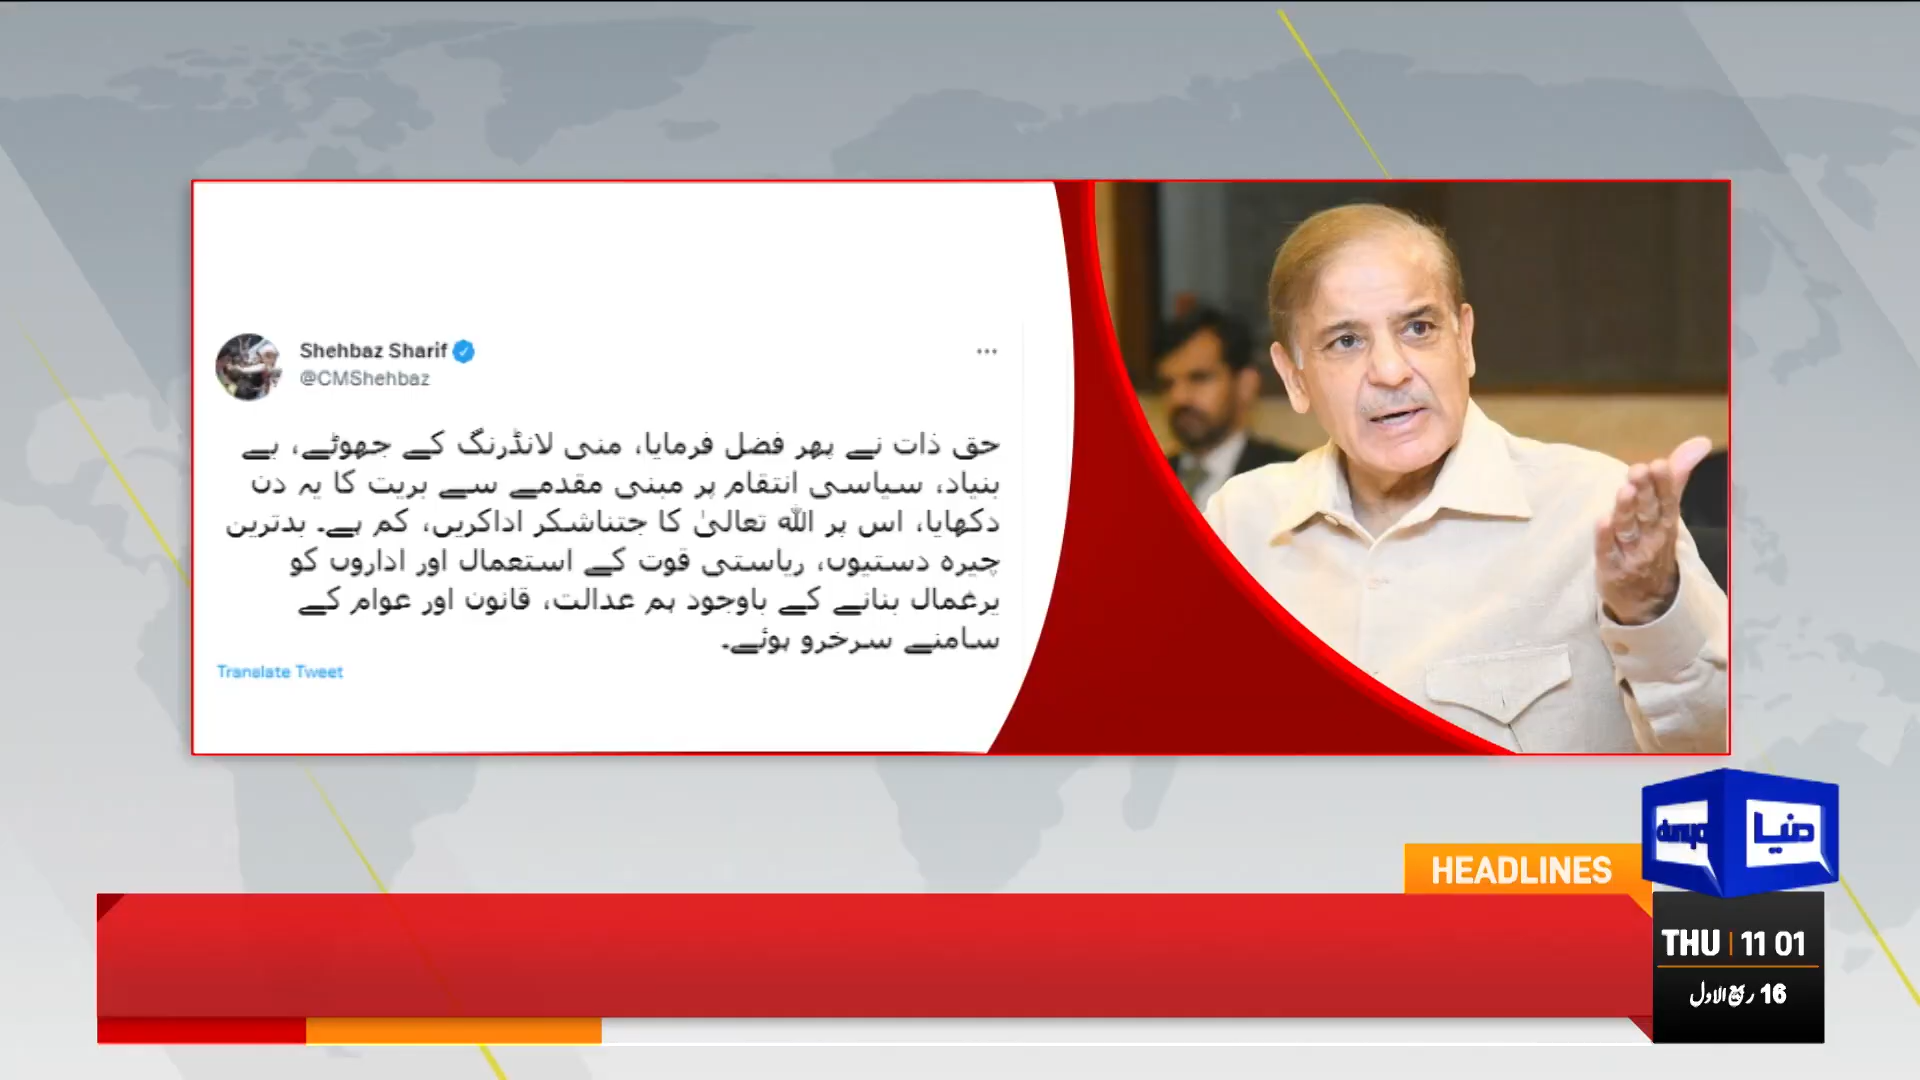 Shehbaz Sharif
@CMShehbaz
حق ذات نے پھر فضل فرمایا، منی لانڈرنگ کے جھوٹے، بے
بنیاد، سیاسی انتقام پر مبنی مقدمے سے بریت کا یہ دن
دکھایا، اس پر اللہ تعالیٰ کا جتناشکر اداکریں، کم ہے۔ بدترین
چیرہ دستیوں، ریاستی قوت کے استعمال اور اداروں کو
یرغمال بنانے کے باوجود ہم عدالت، قانون اور عوام کے
سامنے سرخرو ہوئے۔
Translate Tweet
dunya
دنیا
HEADLINES
THU 11 01
16 ربیع الاول